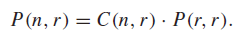 P(n, r) = C(n, r) · P(r, r).